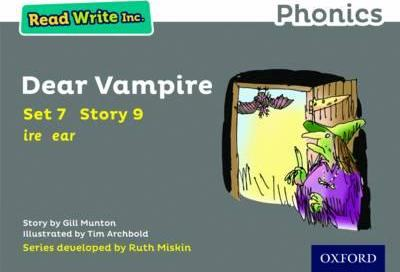 Read Write Inc.
Phonics
Dear Vampire
Set 7 Story 9
ire ear
Story by Gill Munton
Illustrated by Tim Archbold
Series developed by Ruth Miskin
OXFORD